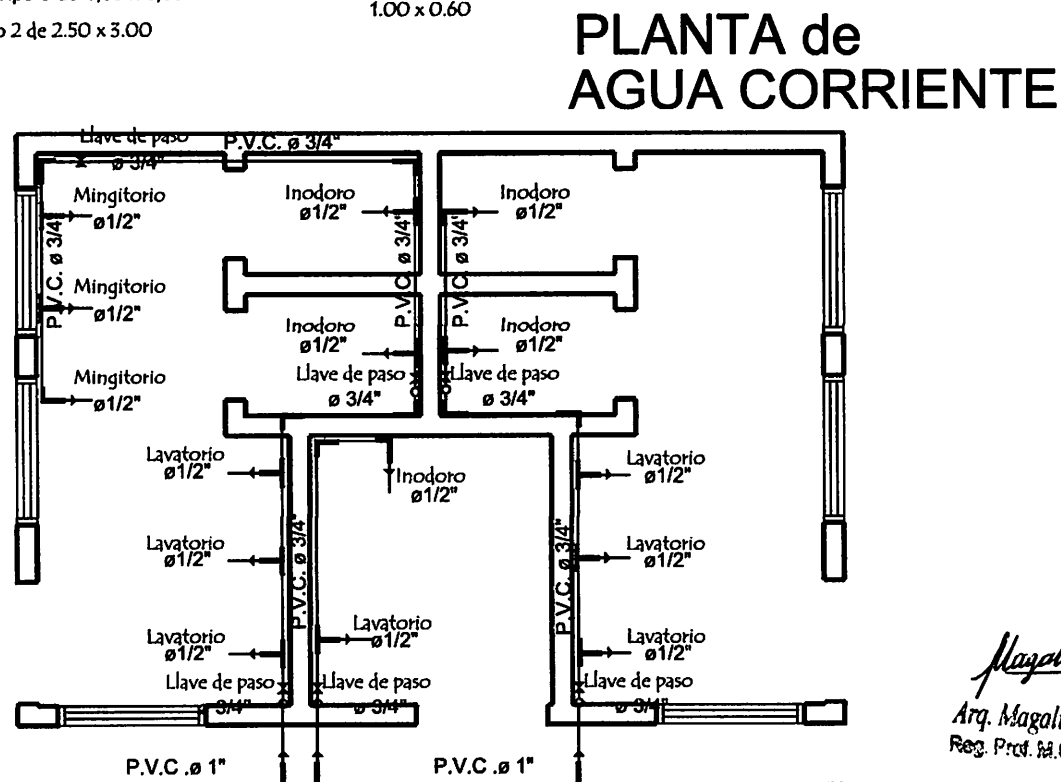 2 de 2.50 x 3.00
1.00 x 0.60
PLANTA de
AGUA CORRIENTE
Llave de paso
ø 3/4"
P.V.C. ø 3/4"
Mingitorio
ø1/2"
Inodoro
ø1/2"
Inodoro
ø1/2"
P.V.C. ø 3/4"
P.V.C. ø 3/4"
P.V.C. ø 3/4"
Mingitorio
ø1/2"
Inodoro
ø1/2"
Inodoro
ø1/2"
Mingitorio
ø1/2"
Llave de paso
ø 3/4"
Llave de paso
ø 3/4"
Lavatorio
ø1/2"
Inodoro
ø1/2"
Lavatorio
ø1/2"
Lavatorio
ø1/2"
P.V.C. ø 3/4"
P.V.C. ø 3/4"
Lavatorio
ø1/2"
Lavatorio
ø1/2"
Lavatorio
ø1/2"
Lavatorio
ø1/2"
Llave de paso
3/4"
Llave de paso
ø 3/4"
Llave de paso
ø 3/4"
P.V.C .ø 1"
P.V.C .ø 1"
Arq. Magali
Reg. Prof. M.